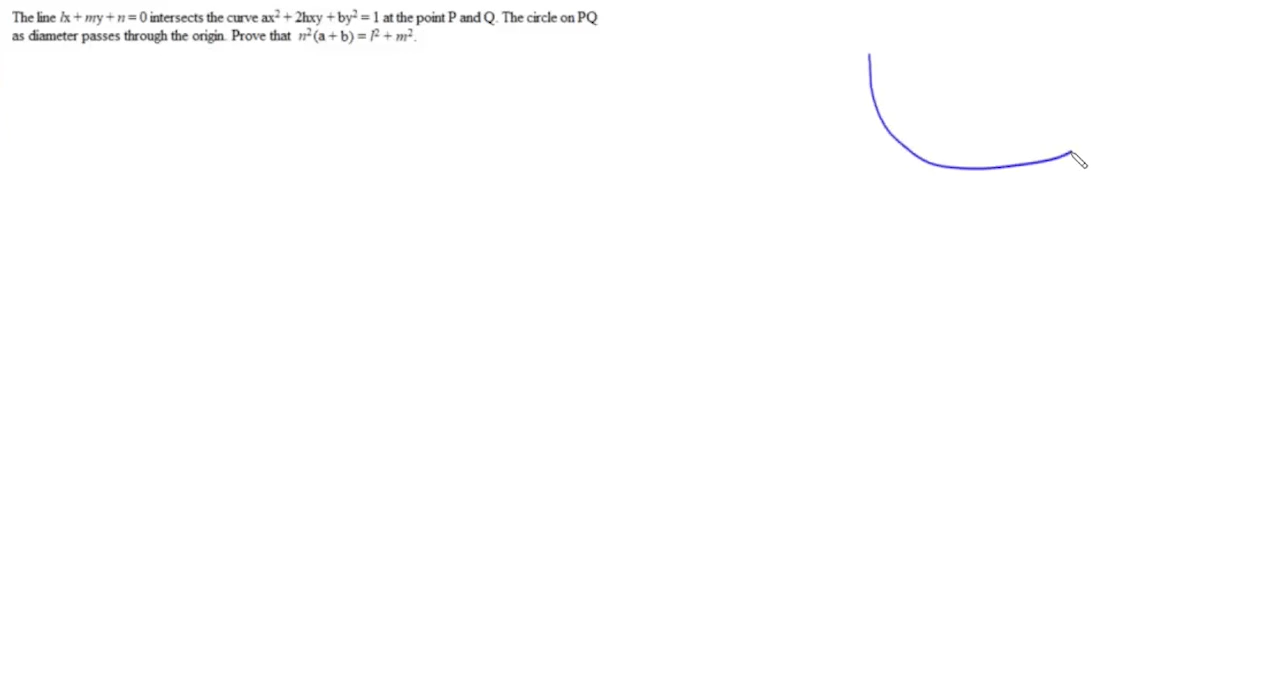 The line lx + my + n = 0 intersects the curve ax² + 2hxy + by² = 1 at the point P and Q. The circle on PQ
as diameter passes through the origin. Prove that n²(a + b) = l² + m².